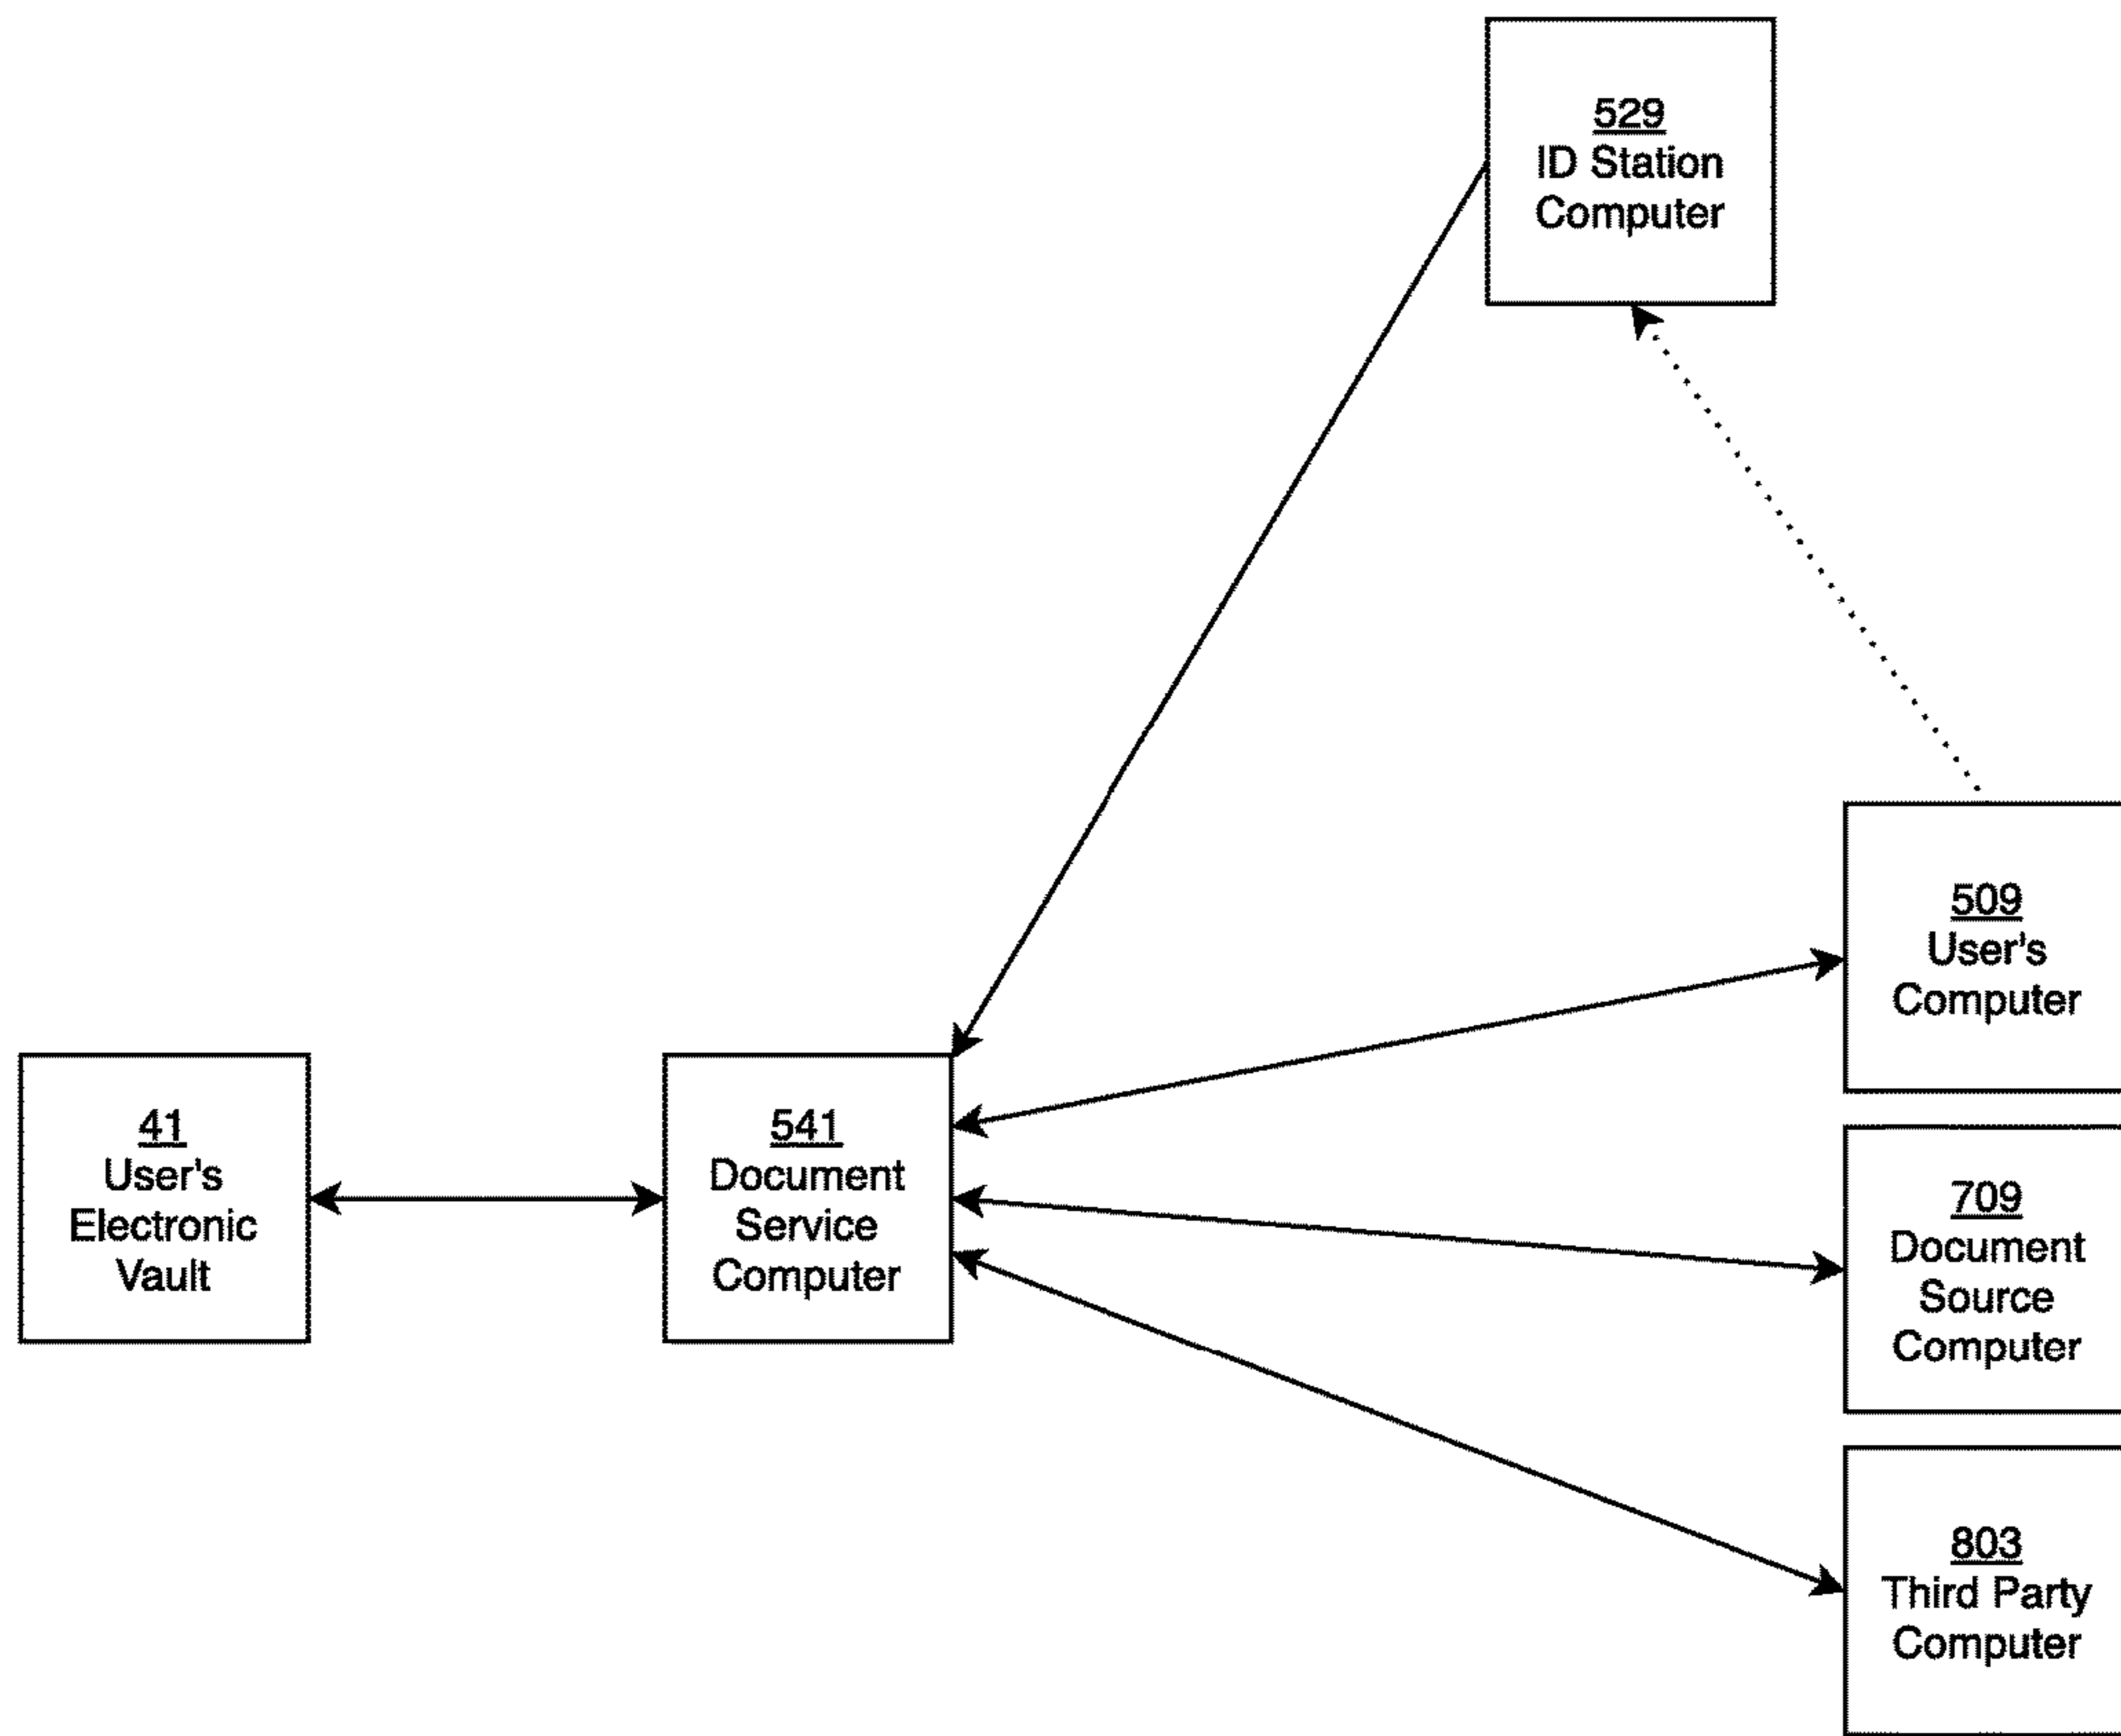 529
ID Station
Computer
509
User's
Computer
41
User's
Electronic
Vault
541
Document
Service
Computer
709
Document
Source
Computer
803
Third Party
Computer